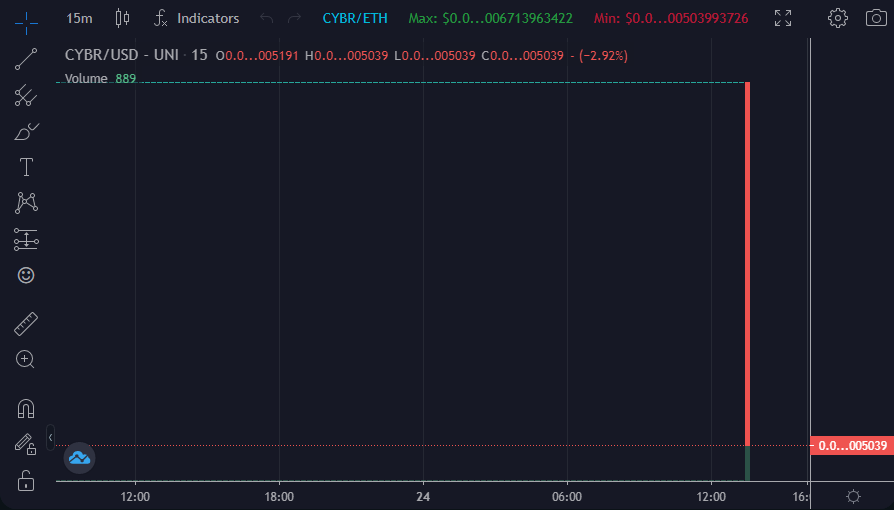 15m Indicators CYBR/ETH Max: $0.0...006713963422 Min: $0.0...00503993726
CYBR/USD - UNI · 15 O0.0...005191 H0.0...005039 L0.0...005039 C0.0...005039 - (−2.92%)
Volume 889
0.0...005039
12:00 18:00 24 06:00 12:00 16: